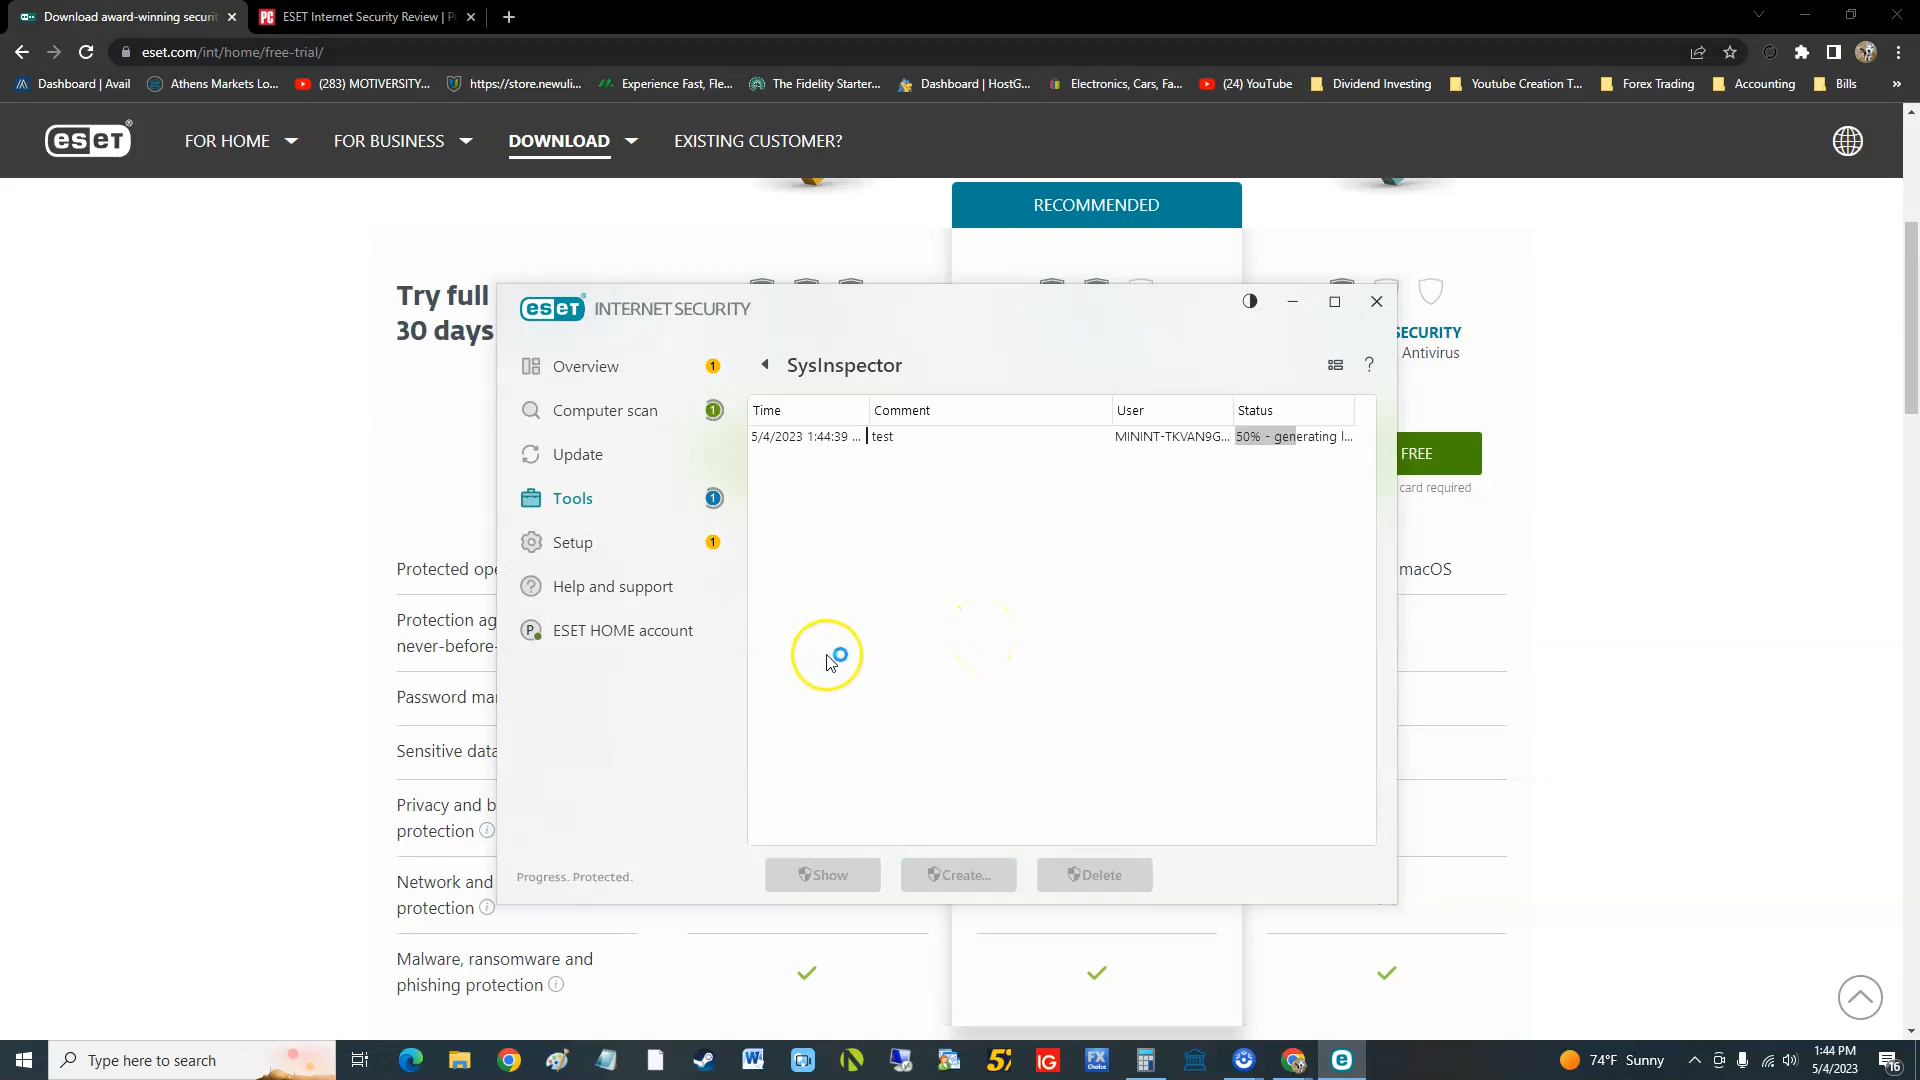 Download award-winning securi
PC ESET Internet Security Review | PC
eset.com/int/home/free-trial/
Dashboard | Avail
Athens Markets Lo...
(283) MOTIVERSITY...
https://store.newuli...
Experience Fast, Fle...
The Fidelity Starter...
Dashboard | HostG...
Electronics, Cars, Fa...
(24) YouTube
Dividend Investing
Youtube Creation T...
Forex Trading
Accounting
Bills
»
eset
FOR HOME
FOR BUSINESS
DOWNLOAD
EXISTING CUSTOMER?
RECOMMENDED
Try full
30 days
SECURITY
Antivirus
FREE
card required
macOS
Protected ope
Protection ag
never-before-
Password mar
Sensitive data
Privacy and b
protection
Network and
protection
Malware, ransomware and
phishing protection
eset INTERNET SECURITY
Overview 1
Computer scan 1
Update
Tools 1
Setup 1
Help and support
P ESET HOME account
Progress. Protected.
SysInspector
?
Time Comment User Status
5/4/2023 1:44:39 ... test MININT-TKVAN9G... 50% - generating l...
Show
Create...
Delete
Type here to search
74°F Sunny
1:44 PM
5/4/2023
16